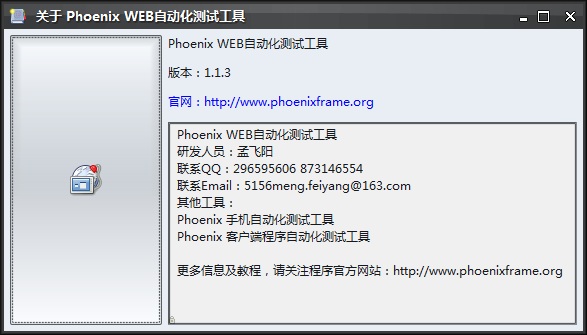 关于 Phoenix WEB自动化测试工具
Phoenix WEB自动化测试工具
版本：1.1.3
官网：http://www.phoenixframe.org
Phoenix WEB自动化测试工具
研发人员：孟飞阳
联系QQ：296595606 873146554
联系Email：5156meng.feiyang@163.com
其他工具：
Phoenix 手机自动化测试工具
Phoenix 客户端程序自动化测试工具
更多信息及教程，请关注程序官方网站：http://www.phoenixframe.org